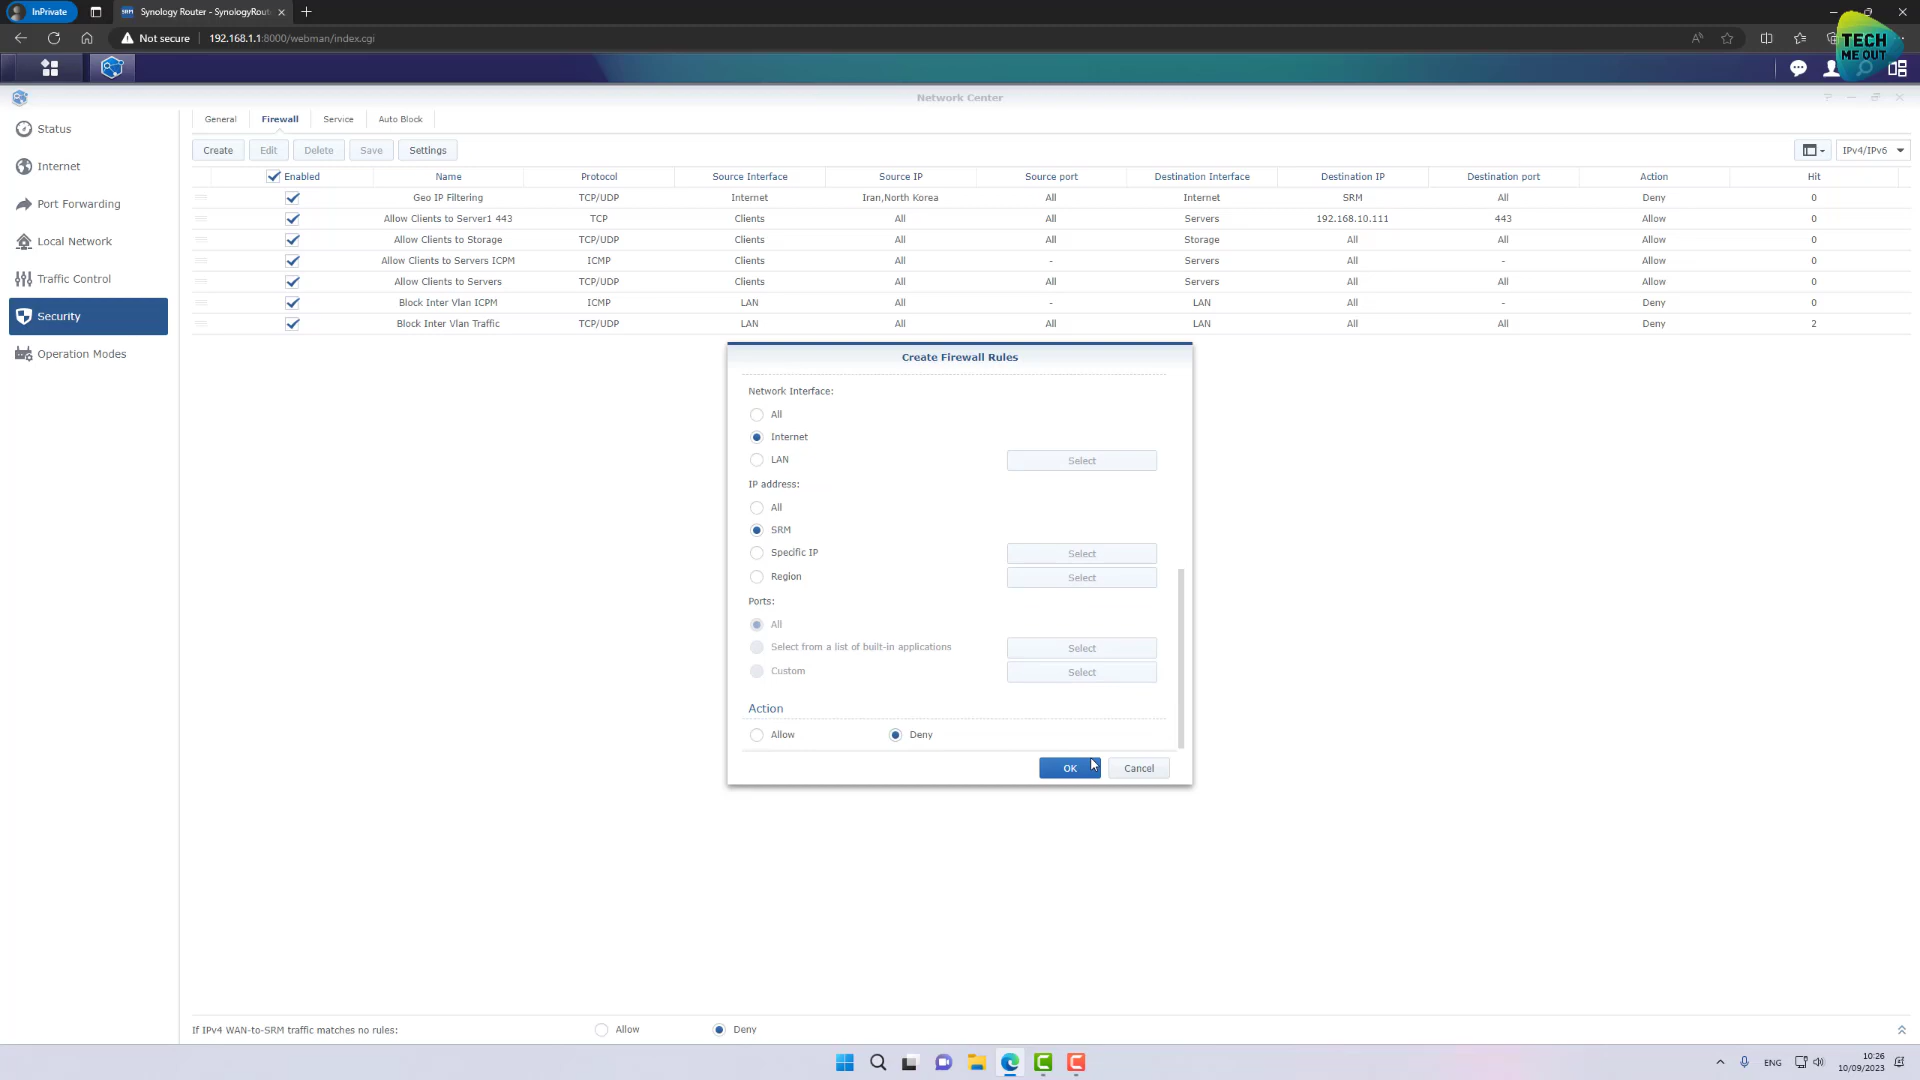 InPrivate
Synology Router - SynologyRou
TECH
ME OUT
Not secure
192.168.1.1:8000/webman/index.cgi
Network Center
Status
Internet
Port Forwarding
Local Network
Traffic Control
Security
Operation Modes
General Firewall Service Auto Block
Create Edit Delete Save Settings IPv4/IPv6
Enabled Name Protocol Source Interface Source IP Source port Destination Interface Destination IP Destination port Action Hit
Geo IP Filtering TCP/UDP Internet Iran,North Korea All Internet SRM All Deny 0
Allow Clients to Server1 443 TCP Clients All All Servers 192.168.10.111 443 Allow 0
Allow Clients to Storage TCP/UDP Clients All All Storage All All Allow 0
Allow Clients to Servers ICPM ICMP Clients All - Servers All - Allow 0
Allow Clients to Servers TCP/UDP Clients All All Servers All All Allow 0
Block Inter Vlan ICPM ICMP LAN All - LAN All - Deny 0
Block Inter Vlan Traffic TCP/UDP LAN All All LAN All All Deny 2
Create Firewall Rules
Network Interface:
All
Internet
LAN Select
IP address:
All
SRM
Specific IP Select
Region Select
Ports:
All
Select from a list of built-in applications Select
Custom Select
Action
Allow Deny
OK Cancel
If IPv4 WAN-to-SRM traffic matches no rules: Allow Deny
ENG
10:26
10/09/2023